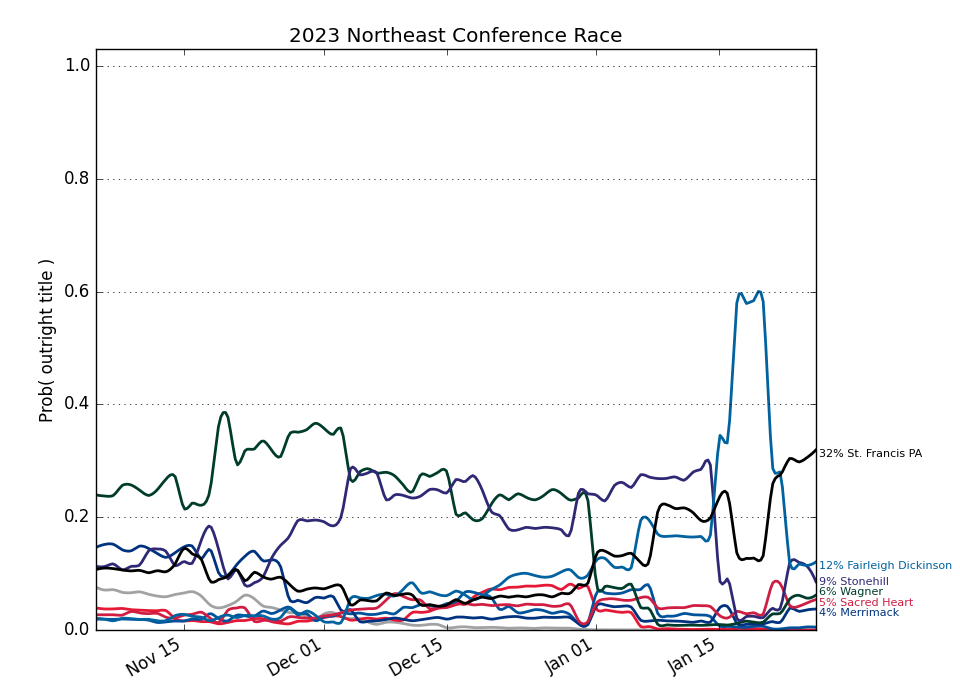 2023 Northeast Conference Race
Prob( outright title )
1.0
0.8
0.6
0.4
0.2
0.0
Nov 15
Dec 01
Dec 15
Jan 01
Jan 15
32% St. Francis PA
12% Fairleigh Dickinson
9% Stonehill
6% Wagner
5% Sacred Heart
4% Merrimack